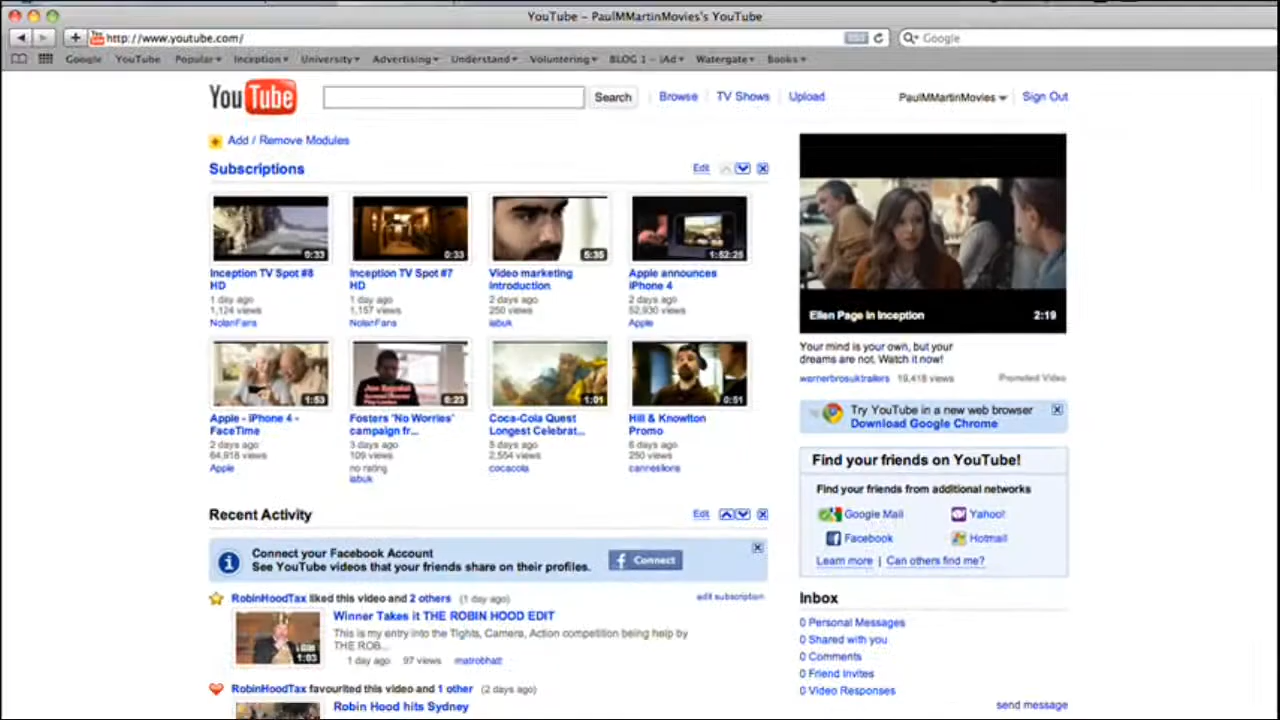 YouTube – PaulMMartinMovies's YouTube
http://www.youtube.com/
Google
Google YouTube Popular Inception University Advertising Understand Voluntering BLOG 1 – iAd Watergate Books
YouTube
Search
Browse TV Shows Upload
PaulMMartinMovies Sign Out
Add / Remove Modules
Subscriptions
Edit
0:33 0:33 5:35 1:52:25
Inception TV Spot #8 HD
1 day ago
1,124 views
NolanFans
Inception TV Spot #7 HD
1 day ago
1,157 views
NolanFans
Video marketing introduction
2 days ago
250 views
iabuk
Apple announces iPhone 4
2 days ago
52,930 views
Apple
1:53 6:23 1:01 0:51
Apple - iPhone 4 - FaceTime
2 days ago
64,918 views
Apple
Fosters "No Worries" campaign fr...
3 days ago
109 views
no rating
iabuk
Coca-Cola Quest Longest Celebrat...
5 days ago
2,554 views
cocacola
Hill & Knowlton Promo
6 days ago
250 views
canneslions
Recent Activity
Edit
Connect your Facebook Account
See YouTube videos that your friends share on their profiles.
Connect
RobinHoodTax liked this video and 2 others (1 day ago)
edit subscription
1:03
Winner Takes it THE ROBIN HOOD EDIT
This is my entry into the Tights, Camera, Action competition being help by
THE ROB...
1 day ago 97 views matrobhatt
RobinHoodTax favourited this video and 1 other (2 days ago)
Robin Hood hits Sydney
Ellen Page in Inception 2:19
Your mind is your own, but your
dreams are not. Watch it now!
warnerbrosuktrailers 19,418 views Promoted Video
Try YouTube in a new web browser
Download Google Chrome
Find your friends on YouTube!
Find your friends from additional networks
Google Mail Yahoo!
Facebook Hotmail
Learn more | Can others find me?
Inbox
0 Personal Messages
0 Shared with you
0 Comments
0 Friend Invites
0 Video Responses
send message